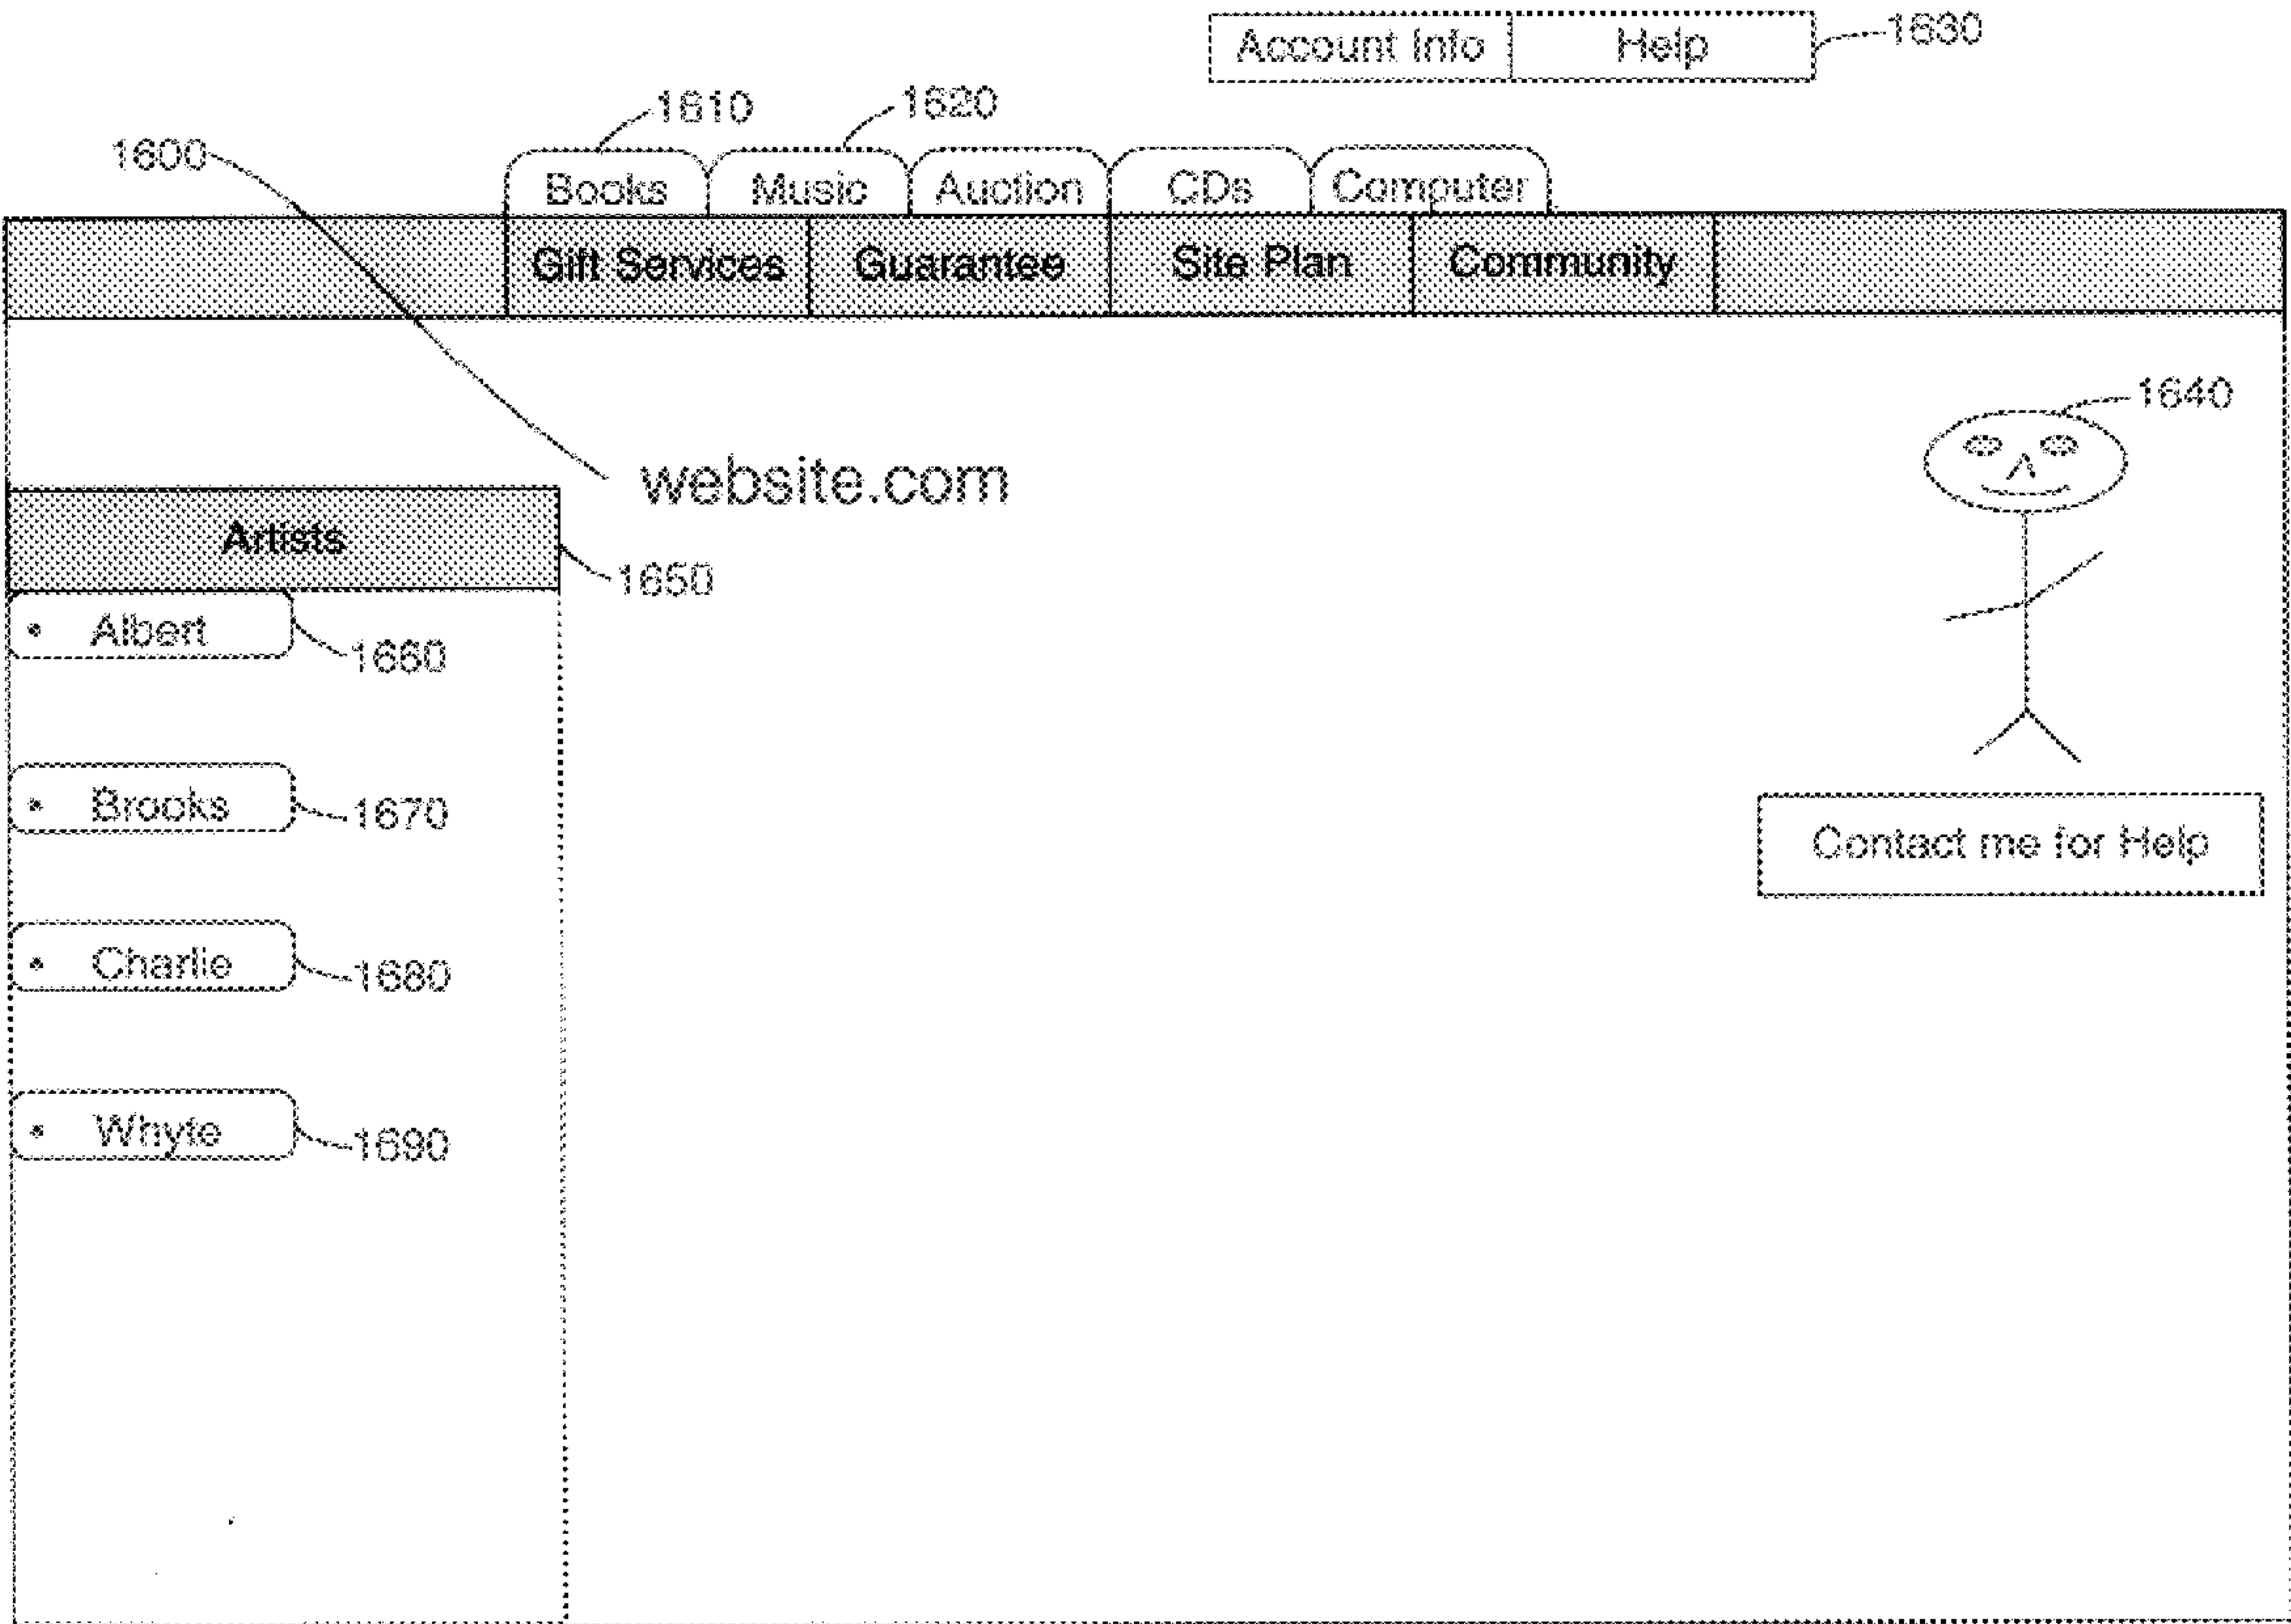 Account Info Help 1630
1610 1620
1600
Books Music Auction CDs Computer
Gift Services Guarantee Site Plan Community
1640
website.com
Artists
1650
• Albert
1660
• Brooks 1670
• Charlie 1680
• Whyte 1690
Contact me for Help